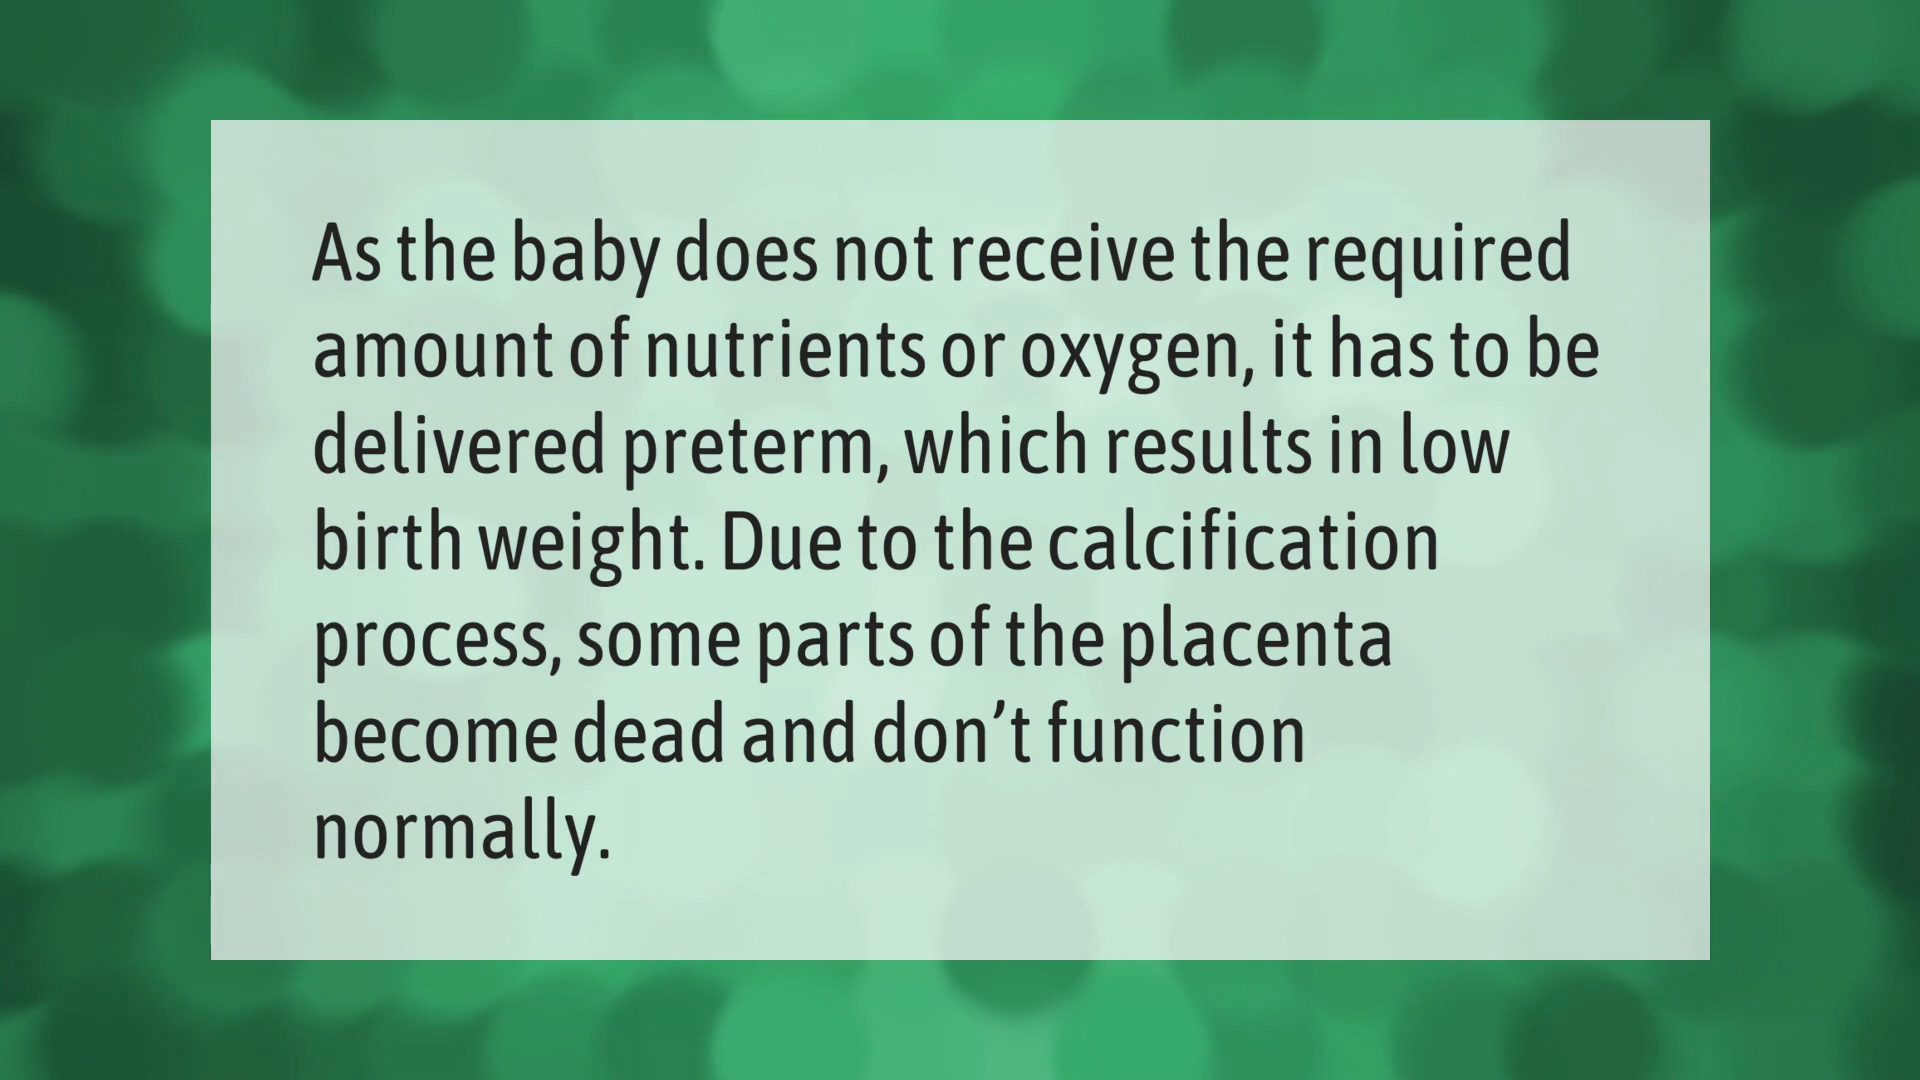 As the baby does not receive the required
amount of nutrients or oxygen, it has to be
delivered preterm, which results in low
birth weight. Due to the calcification
process, some parts of the placenta
become dead and don’t function
normally.